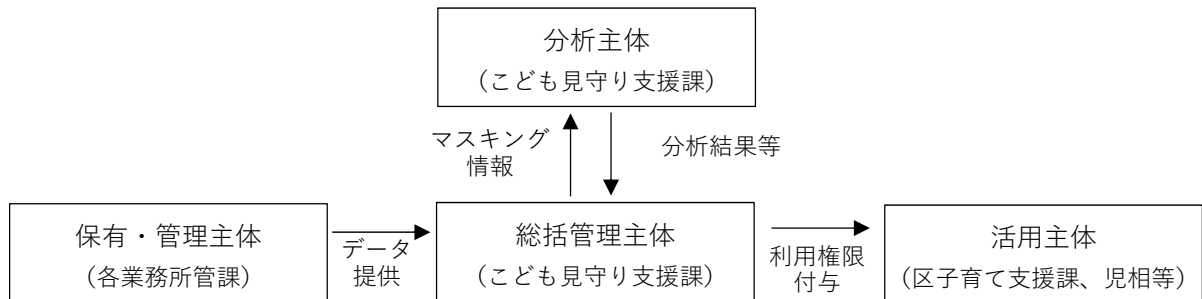 分析主体
(こども見守り支援課)
マスキング
情報
分析結果等
保有・管理主体
(各業務所管課)
データ
提供
総括管理主体
(こども見守り支援課)
利用権限
付与
活用主体
(区子育て支援課、児相等)